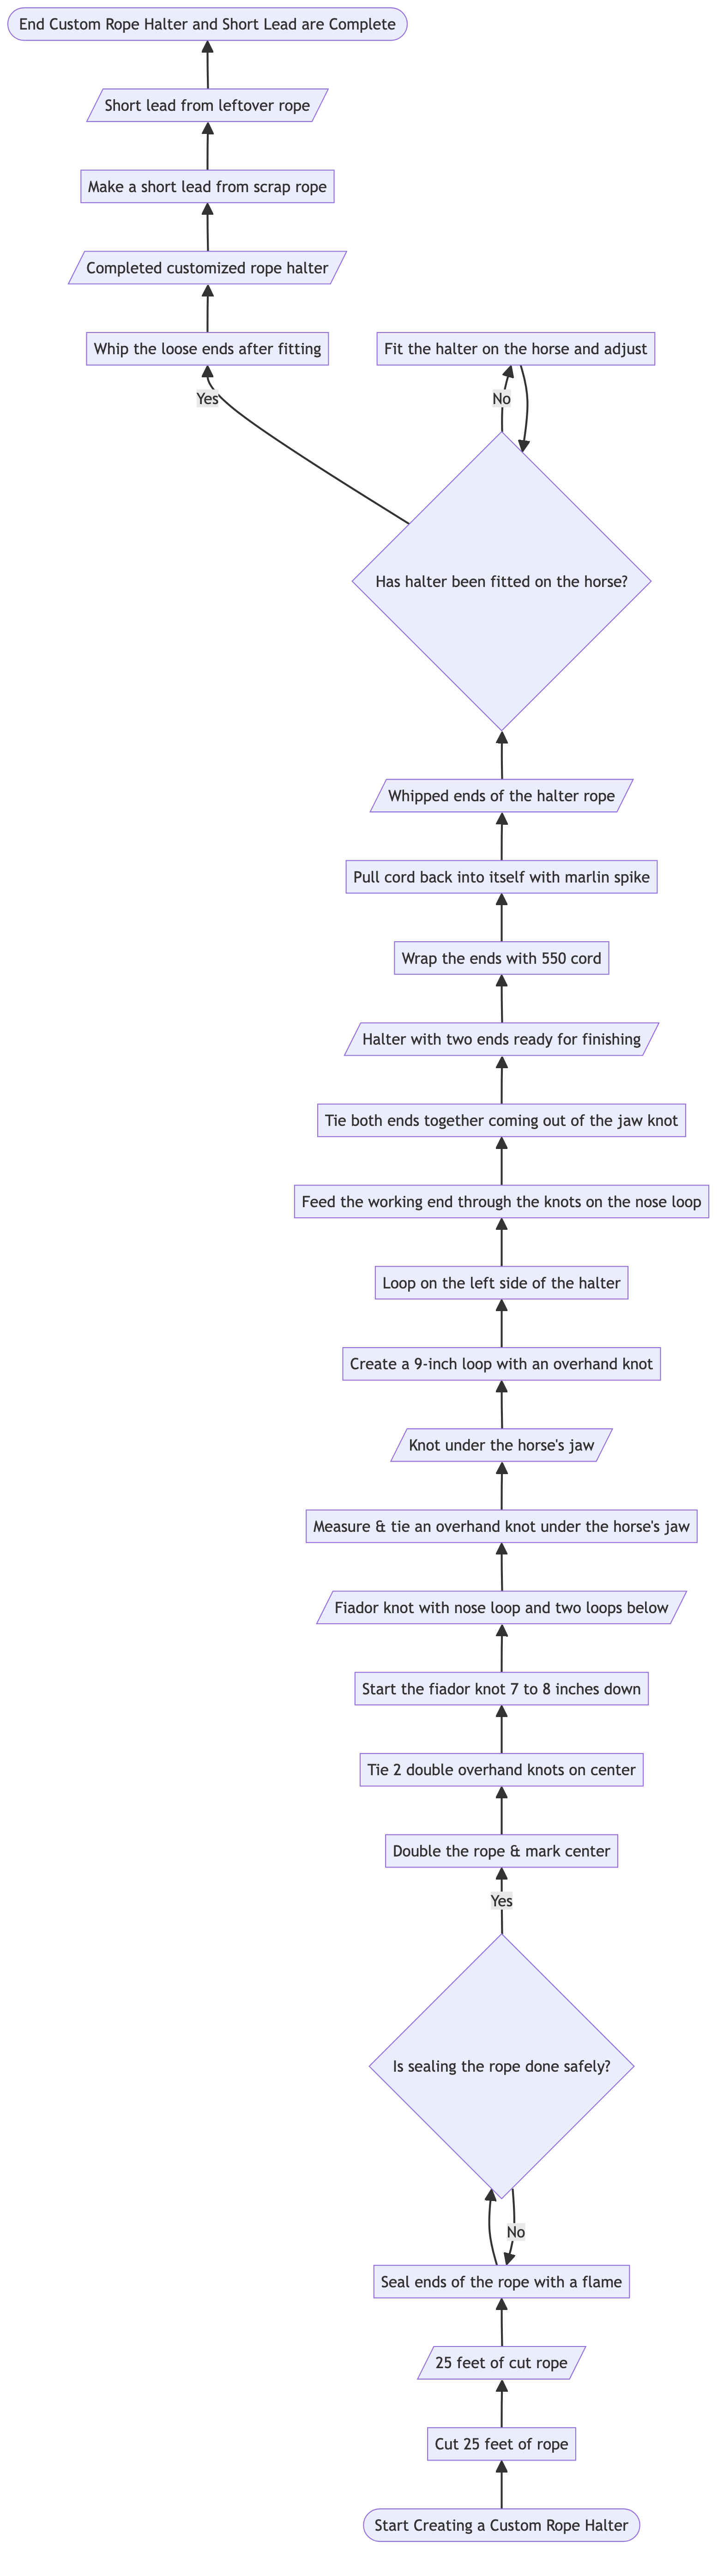 End Custom Rope Halter and Short Lead are Complete
Short lead from leftover rope
Make a short lead from scrap rope
Completed customized rope halter
Whip the loose ends after fitting
Fit the halter on the horse and adjust
Yes
No
Has halter been fitted on the horse?
Whipped ends of the halter rope
Pull cord back into itself with marlin spike
Wrap the ends with 550 cord
Halter with two ends ready for finishing
Tie both ends together coming out of the jaw knot
Feed the working end through the knots on the nose loop
Loop on the left side of the halter
Create a 9-inch loop with an overhand knot
Knot under the horse's jaw
Measure & tie an overhand knot under the horse's jaw
Fiador knot with nose loop and two loops below
Start the fiador knot 7 to 8 inches down
Tie 2 double overhand knots on center
Double the rope & mark center
Yes
Is sealing the rope done safely?
No
Seal ends of the rope with a flame
25 feet of cut rope
Cut 25 feet of rope
Start Creating a Custom Rope Halter